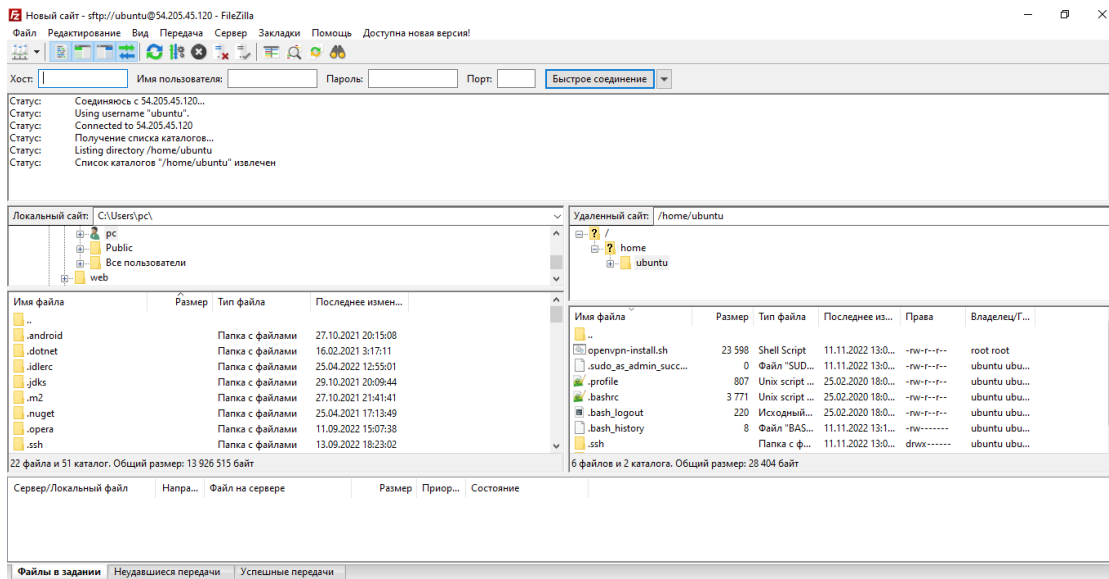 Новый сайт - sftp://ubuntu@54.205.45.120 - FileZilla
Файл Редактирование Вид Передача Сервер Закладки Помощь Доступна новая версия!
Хост: Имя пользователя: Пароль: Порт: Быстрое соединение
Статус: Соединяюсь с 54.205.45.120...
Статус: Using username "ubuntu".
Статус: Connected to 54.205.45.120
Статус: Получение списка каталогов...
Статус: Listing directory /home/ubuntu
Статус: Список каталогов "/home/ubuntu" извлечен
Локальный сайт: C:\Users\pc\
pc
Public
Все пользователи
web
Имя файла Размер Тип файла Последнее измен...
..
.android Папка с файлами 27.10.2021 20:15:08
.dotnet Папка с файлами 16.02.2021 3:17:11
.idlerc Папка с файлами 25.04.2022 12:55:01
.jdks Папка с файлами 29.10.2021 20:09:44
.m2 Папка с файлами 27.10.2021 21:41:41
.nuget Папка с файлами 25.04.2021 17:13:49
.opera Папка с файлами 11.09.2022 15:07:38
.ssh Папка с файлами 13.09.2022 18:23:02
22 файла и 51 каталог. Общий размер: 13 926 515 байт
Удаленный сайт: /home/ubuntu
/
home
ubuntu
Имя файла Размер Тип файла Последнее из... Права Владелец/Г...
..
openvpn-install.sh 23 598 Shell Script 11.11.2022 13:0... -rw-r--r-- root root
.sudo_as_admin_succ... 0 Файл "SUD... 11.11.2022 13:0... -rw-r--r-- ubuntu ubu...
.profile 807 Unix script ... 25.02.2020 18:0... -rw-r--r-- ubuntu ubu...
.bashrc 3 771 Unix script ... 25.02.2020 18:0... -rw-r--r-- ubuntu ubu...
.bash_logout 220 Исходный... 25.02.2020 18:0... -rw-r--r-- ubuntu ubu...
.bash_history 8 Файл "BAS... 11.11.2022 13:1... -rw------- ubuntu ubu...
.ssh Папка с ф... 11.11.2022 13:0... drwx------ ubuntu ubu...
6 файлов и 2 каталога. Общий размер: 28 404 байт
Сервер/Локальный файл Напра... Файл на сервере Размер Приор... Состояние
Файлы в задании Неудавшиеся передачи Успешные передачи